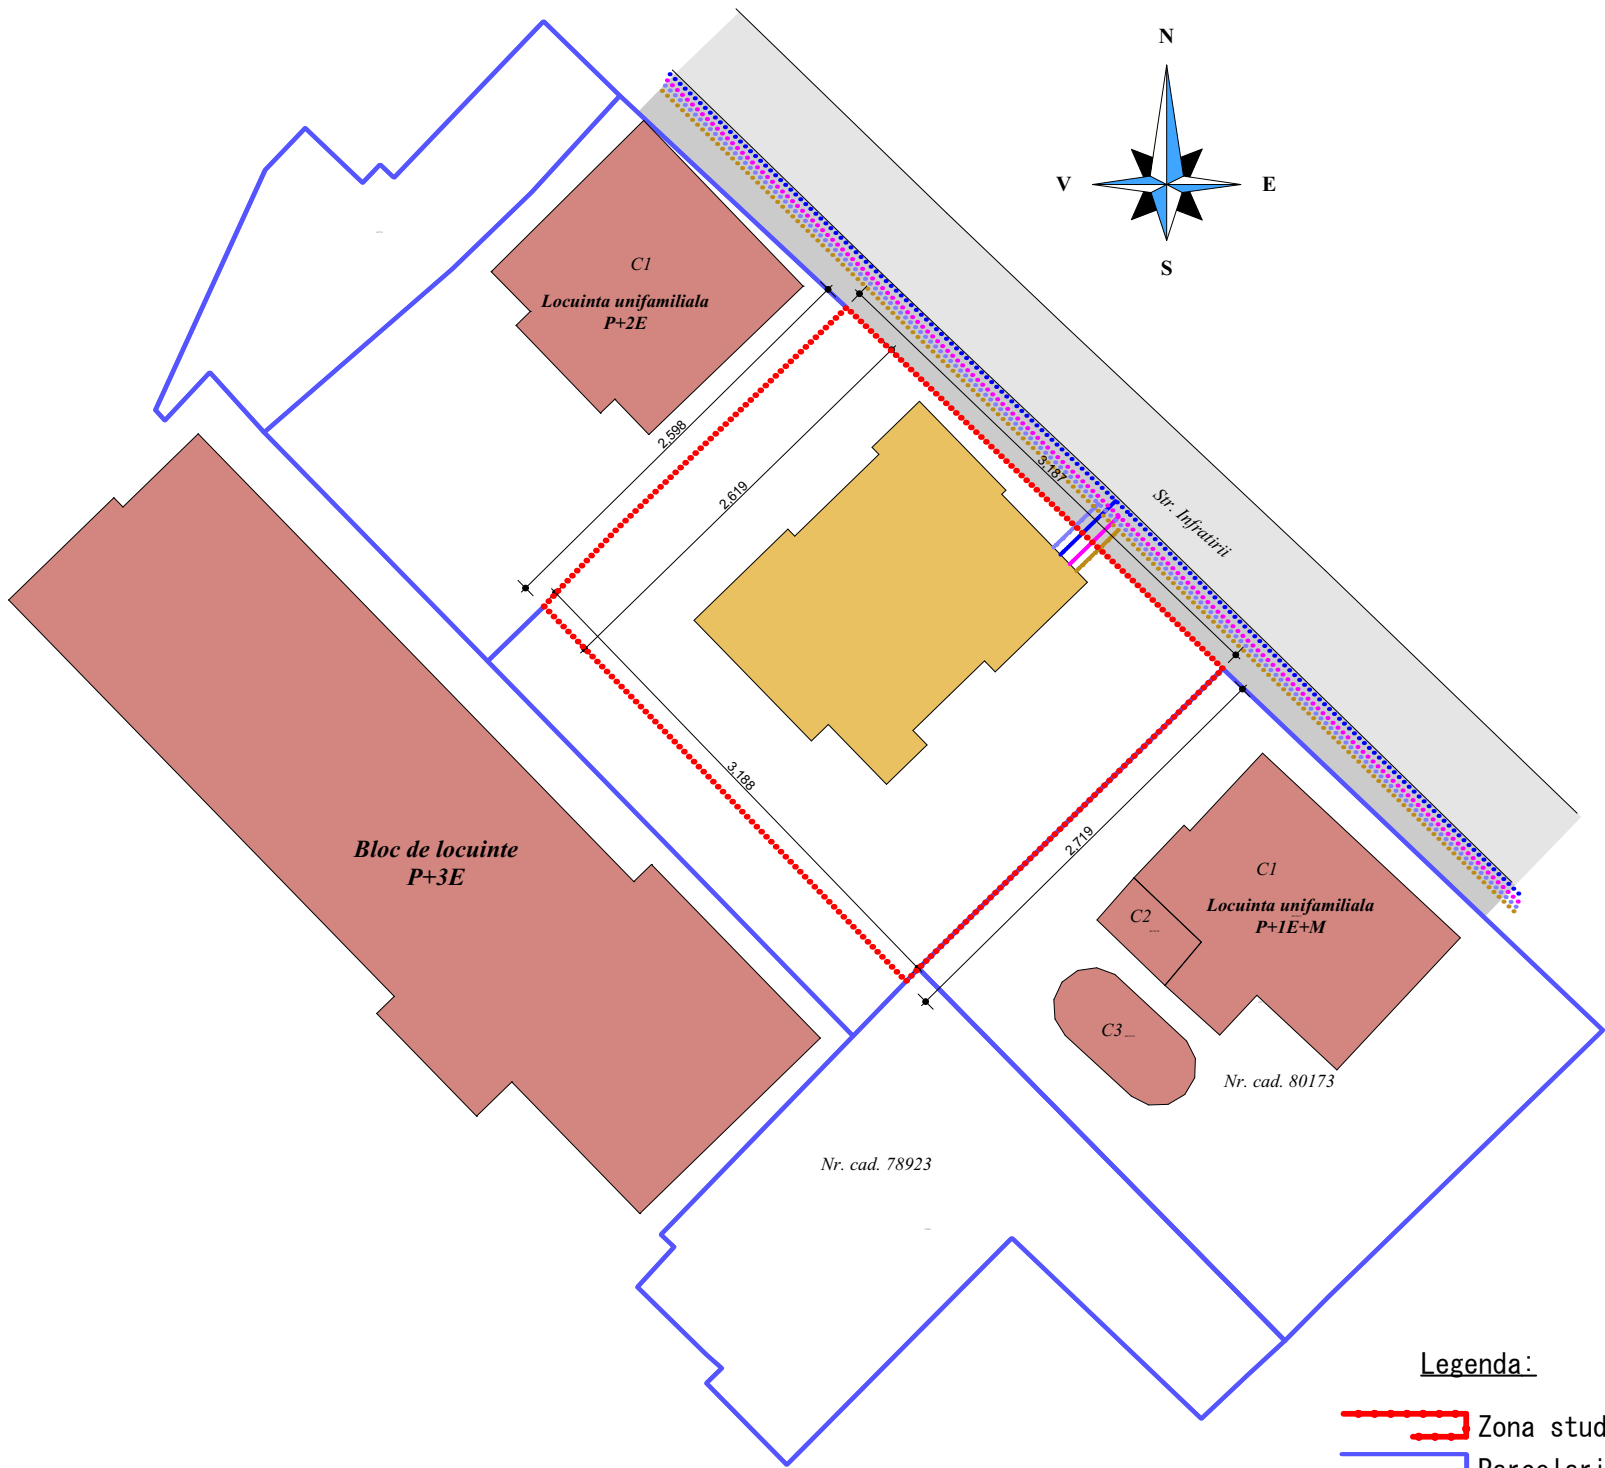 N
V
E
S
C1
Locuinta unifamiliala
P+2E
2,598
2,619
3,187
Str. Infratirii
3,188
2,719
Bloc de locuinte
P+3E
C1
Locuinta unifamiliala
P+1E+M
C2
C3
Nr. cad. 80173
Nr. cad. 78923
Legenda:
Zona stud